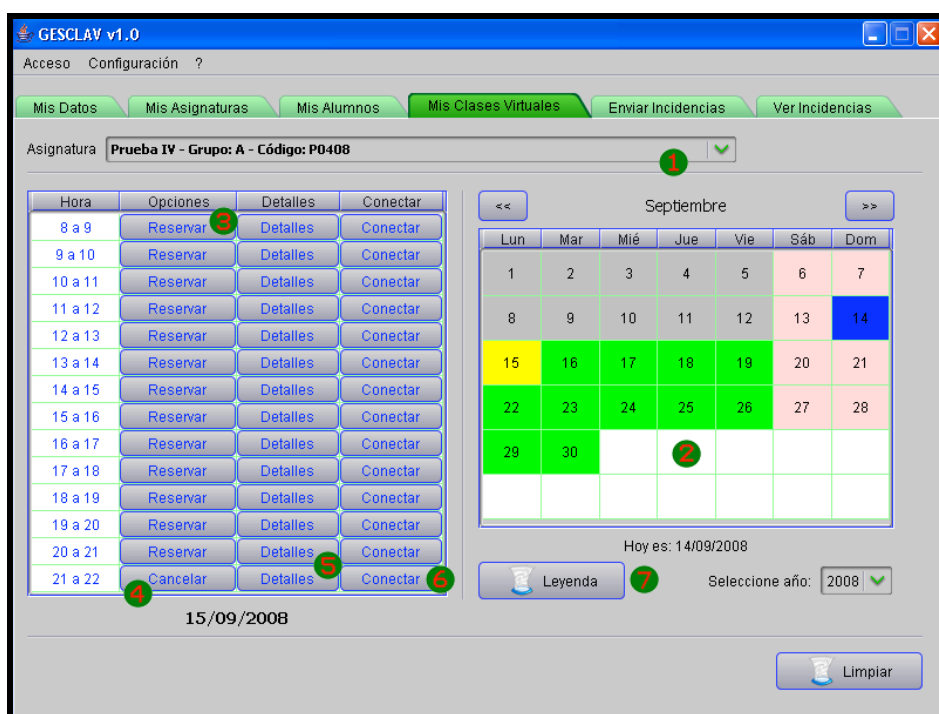 GESCLAV v1.0
Acceso Configuración ?
Mis Datos Mis Asignaturas Mis Alumnos Mis Clases Virtuales Enviar Incidencias Ver Incidencias
Asignatura Prueba IV - Grupo: A - Código: P0408
1
Hora Opciones Detalles Conectar
8 a 9 Reservar 3 Detalles Conectar
9 a 10 Reservar Detalles Conectar
10 a 11 Reservar Detalles Conectar
11 a 12 Reservar Detalles Conectar
12 a 13 Reservar Detalles Conectar
13 a 14 Reservar Detalles Conectar
14 a 15 Reservar Detalles Conectar
15 a 16 Reservar Detalles Conectar
16 a 17 Reservar Detalles Conectar
17 a 18 Reservar Detalles Conectar
18 a 19 Reservar Detalles Conectar
19 a 20 Reservar Detalles Conectar
20 a 21 Reservar Detalles Conectar
5
21 a 22 Cancelar Detalles Conectar 6
4
15/09/2008
<< Septiembre >>
Lun Mar Mié Jue Vie Sáb Dom
1 2 3 4 5 6 7
8 9 10 11 12 13 14
15 16 17 18 19 20 21
22 23 24 25 26 27 28
29 30 2
Hoy es: 14/09/2008
Leyenda 7 Seleccione año: 2008
Limpiar